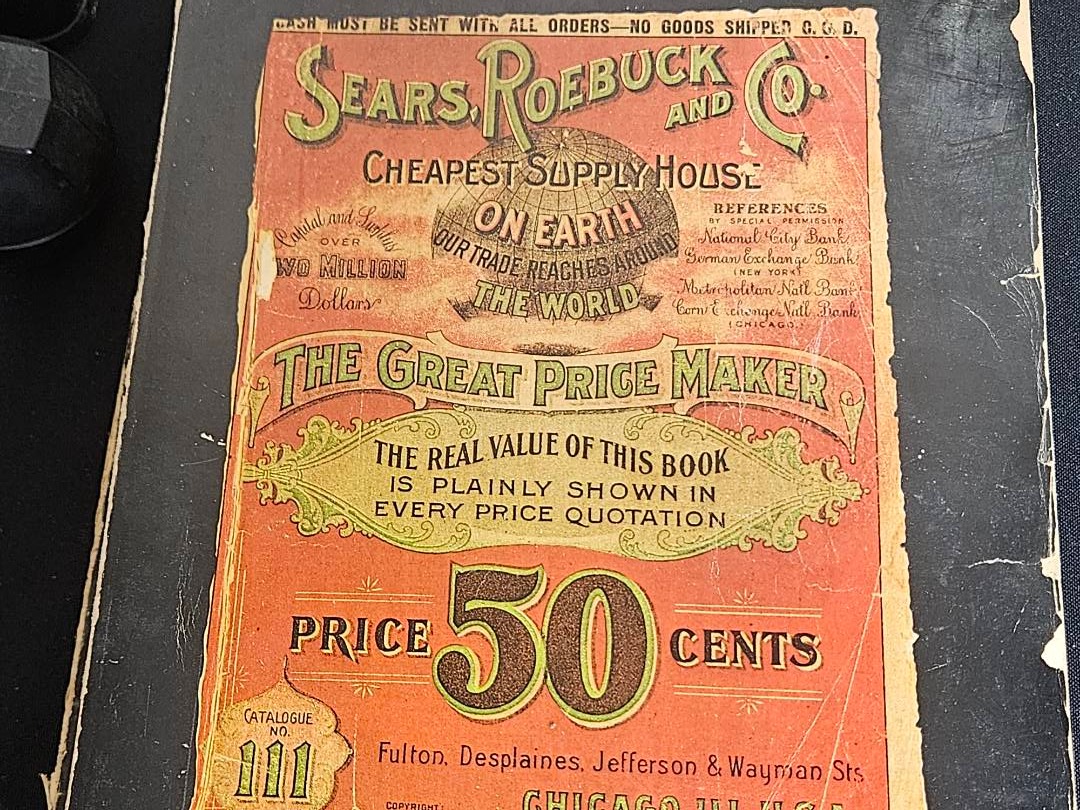 CASH MUST BE SENT WITH ALL ORDERS—NO GOODS SHIPPED C. O. D.
SEARS, ROEBUCK AND CO.
CHEAPEST SUPPLY HOUSE
ON EARTH
OUR TRADE REACHES AROUND
THE WORLD
Capital and Surplus
OVER
TWO MILLION
Dollars
REFERENCES
BY SPECIAL PERMISSION
National City Bank
German Exchange Bank
(NEW YORK)
Metropolitan Natl Bank
Corn Exchange Natl Bank
(CHICAGO.)
THE GREAT PRICE MAKER
THE REAL VALUE OF THIS BOOK
IS PLAINLY SHOWN IN
EVERY PRICE QUOTATION
PRICE 50 CENTS
CATALOGUE
NO.
111
Fulton, Desplaines, Jefferson & Wayman Sts.
COPYRIGHT:
CHICAGO, ILL. U.S.A.